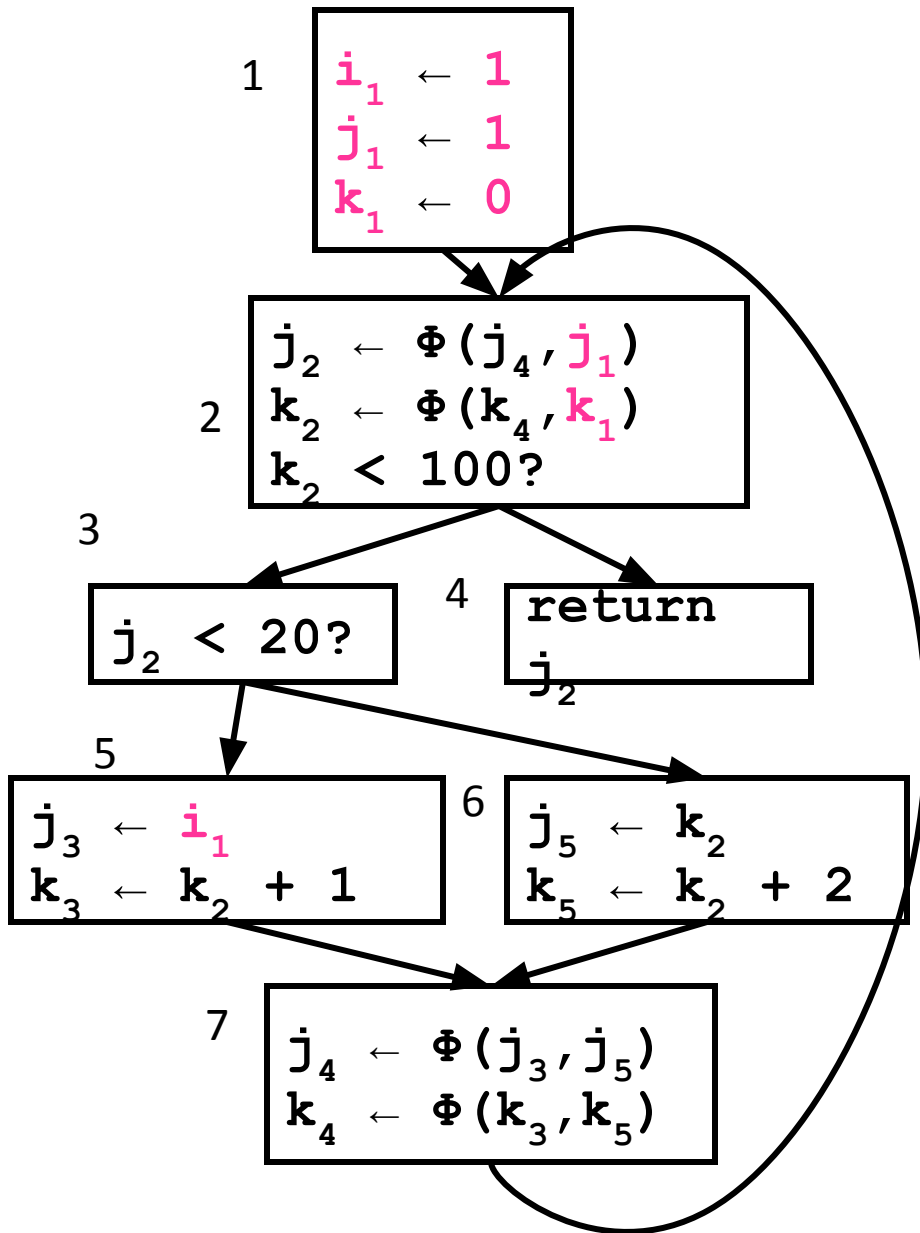 1
i₁ ← 1
j₁ ← 1
k₁ ← 0
2
j₂ ← Φ(j₄,j₁)
k₂ ← Φ(k₄,k₁)
k₂ < 100?
3
j₂ < 20?
4
return
j₂
5
j₃ ← i₁
k₃ ← k₂ + 1
6
j₅ ← k₂
k₅ ← k₂ + 2
7
j₄ ← Φ(j₃,j₅)
k₄ ← Φ(k₃,k₅)